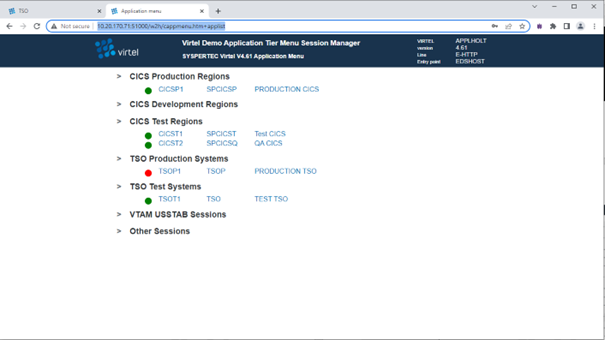 TSO
Application menu
Not secure 10.20.170.71:51000/w2h/cappmenu.htm+applist
virtel
Virtel Demo Application Tier Menu Session Manager
SYSPERTEC Virtel V4.61 Application Menu
VIRTEL APPLHOLT
version 4.61
Line E-HTTP
Entry point EDSHOST
> CICS Production Regions
CICSP1 SPCICSP PRODUCTION CICS
> CICS Development Regions
> CICS Test Regions
CICST1 SPCICST Test CICS
CICST2 SPCICSQ QA CICS
> TSO Production Systems
TSOP1 TSOP PRODUCTION TSO
> TSO Test Systems
TSOT1 TSO TEST TSO
> VTAM USSTAB Sessions
> Other Sessions